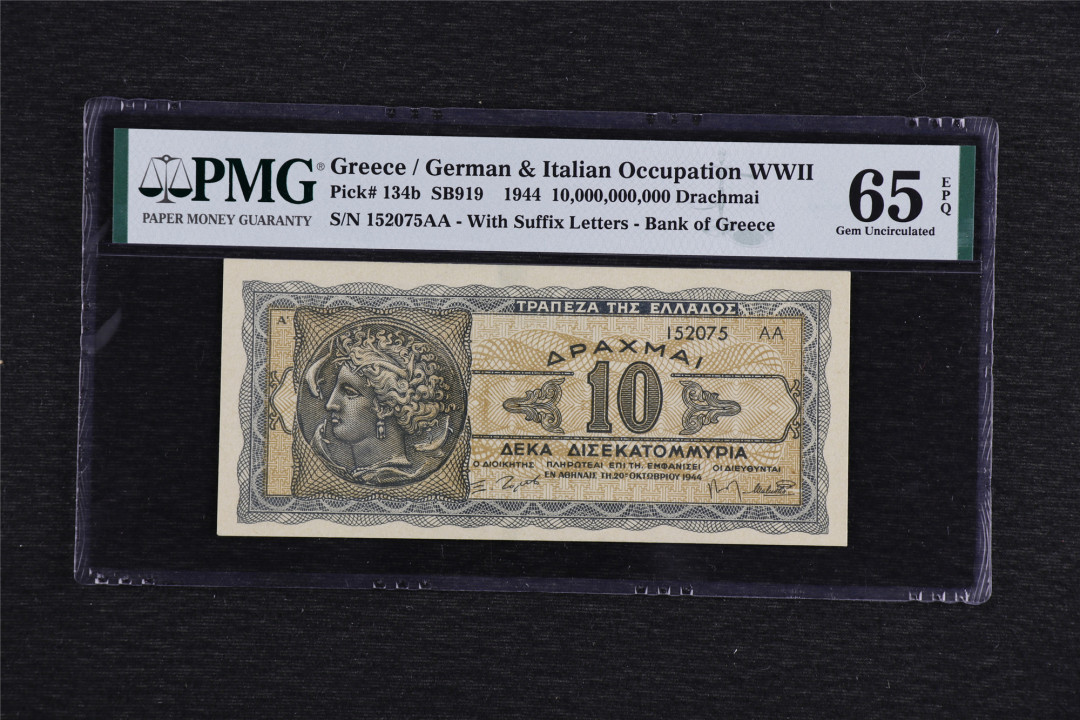 PMG®
PAPER MONEY GUARANTY
Greece / German & Italian Occupation WWII
Pick# 134b SB919 1944 10,000,000,000 Drachmai
S/N 152075AA - With Suffix Letters - Bank of Greece
65 EPQ
Gem Uncirculated
ΤΡΑΠΕΖΑ ΤΗΣ ΕΛΛΑΔΟΣ
Α'
152075 AA
ΔΡΑΧΜΑΙ
10
ΔΕΚΑ ΔΙΣΕΚΑΤΟΜΜΥΡΙΑ
Ο ΔΙΟΙΚΗΤΗΣ ΠΛΗΡΩΤΕΑΙ ΕΠΙ ΤΗ, ΕΜΦΑΝΙΣΕΙ ΟΙ ΔΙΕΥΘΥΝΤΑΙ
ΕΝ ΑΘΗΝΑΙΣ ΤΗ, 20ῇ ΟΚΤΩΒΡΙΟΥ 1944